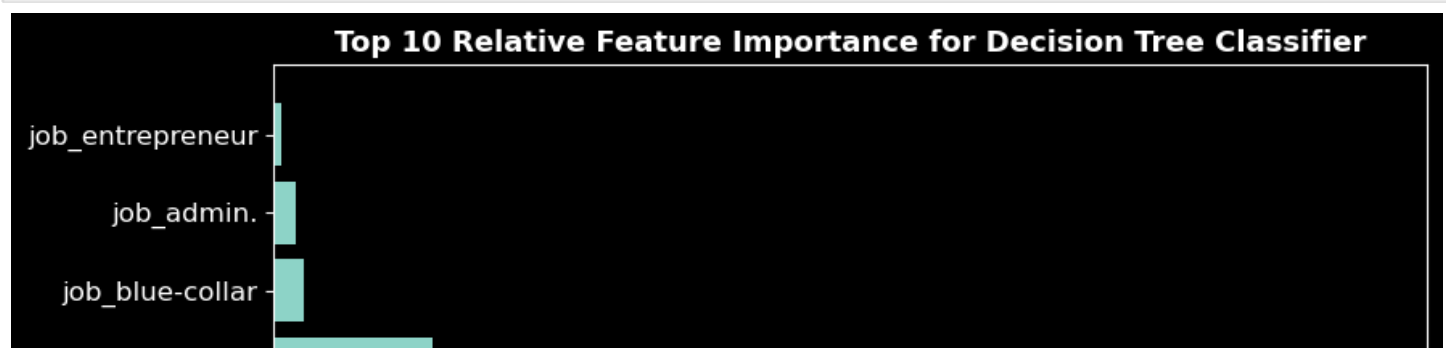 Top 10 Relative Feature Importance for Decision Tree Classifier
job_entrepreneur
job_admin.
job_blue-collar